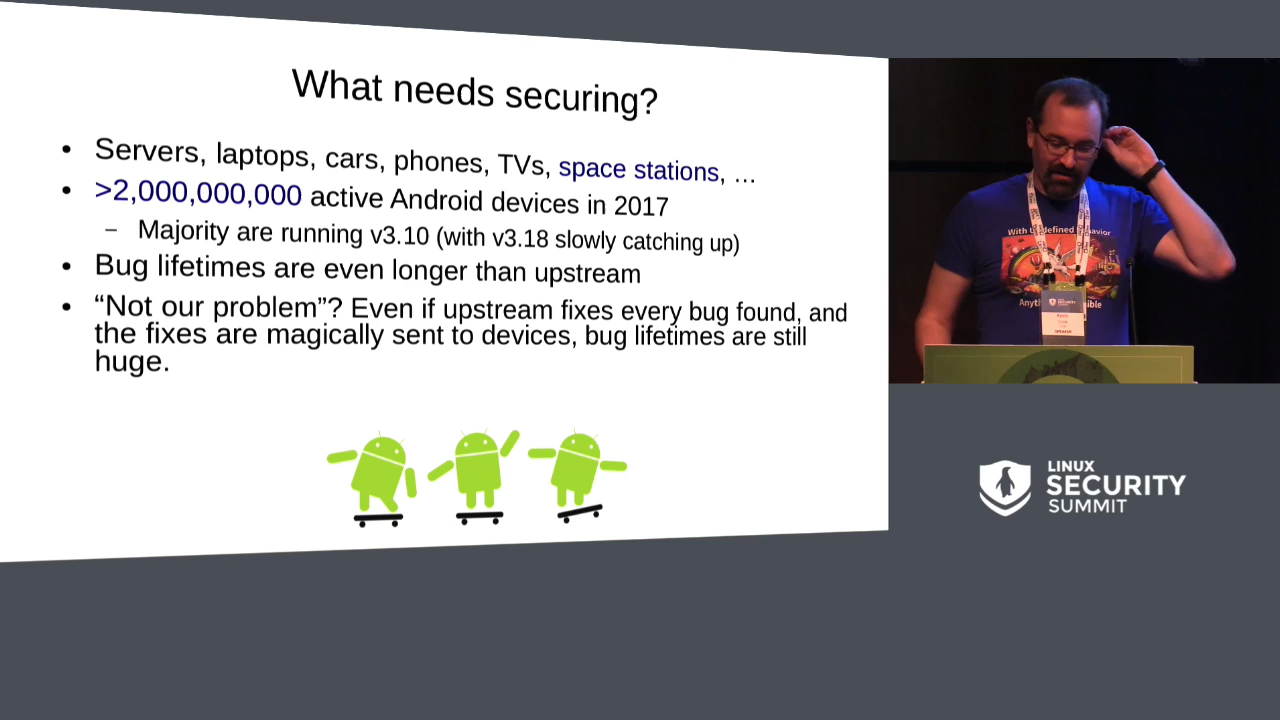 What needs securing?
• Servers, laptops, cars, phones, TVs, space stations, …
• >2,000,000,000 active Android devices in 2017
– Majority are running v3.10 (with v3.18 slowly catching up)
• Bug lifetimes are even longer than upstream
• “Not our problem”? Even if upstream fixes every bug found, and
the fixes are magically sent to devices, bug lifetimes are still
huge.
With Undefined Behavior
LINUX
SECURITY
SUMMIT